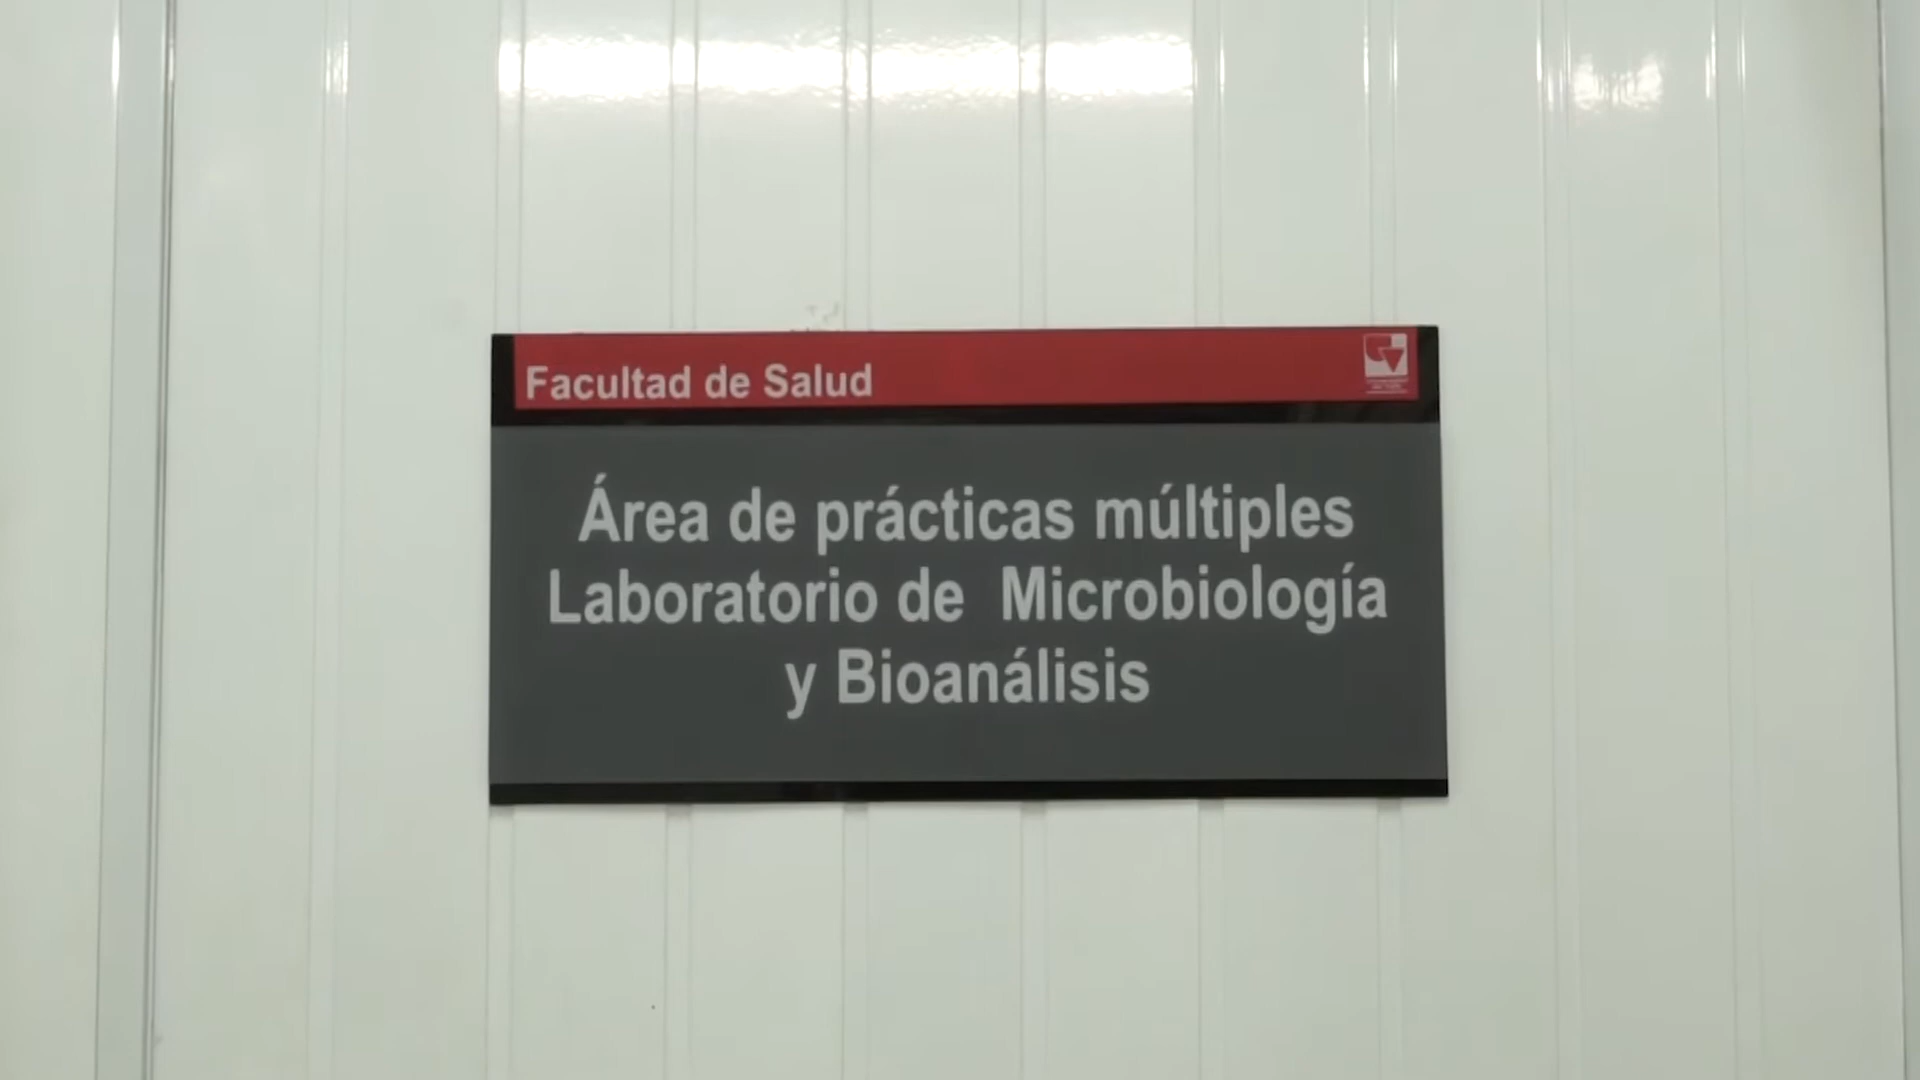 Facultad de Salud
Área de prácticas múltiples
Laboratorio de Microbiología
y Bioanálisis